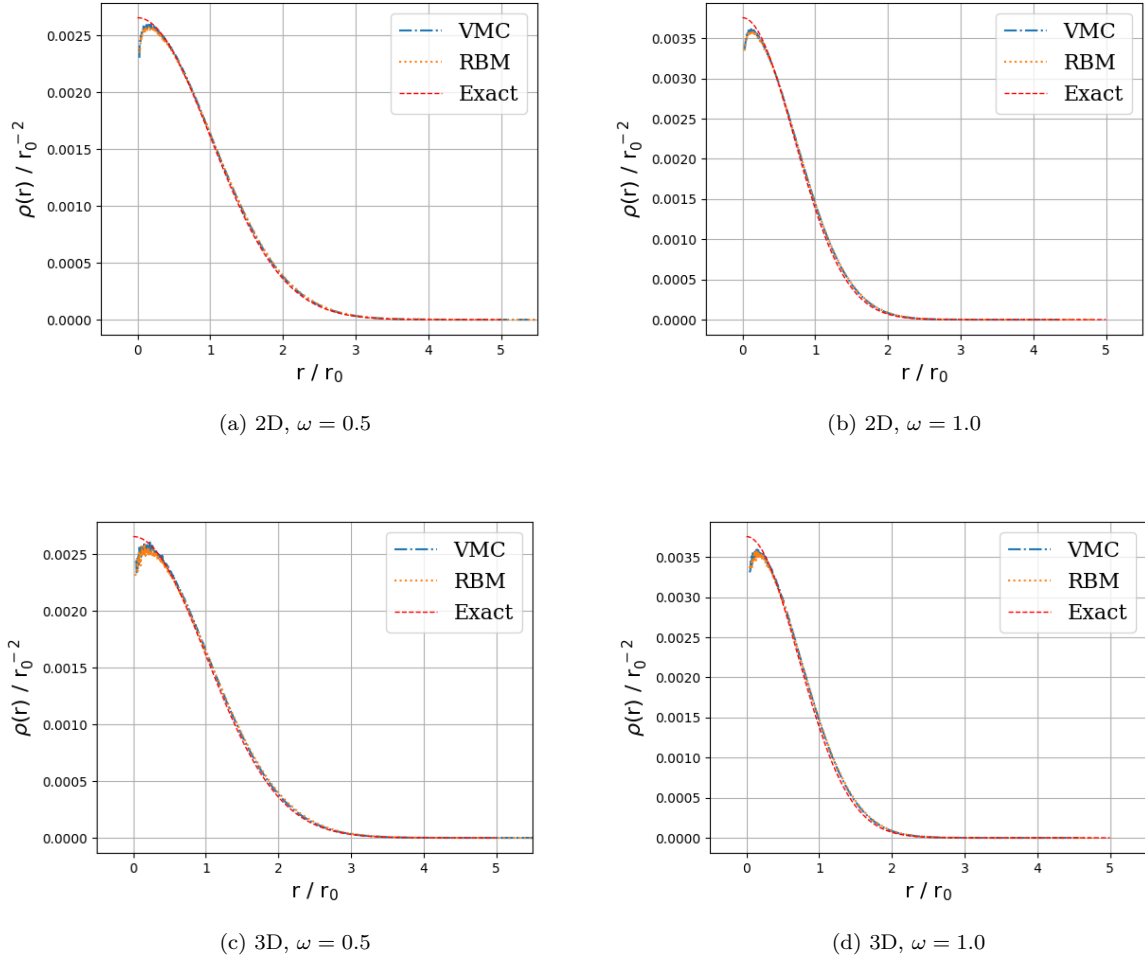 0.0025
0.0020
0.0015
0.0010
0.0005
0.0000
ρ(r) / r₀⁻²
VMC
RBM
Exact
0 1 2 3 4 5
r / r₀
(a) 2D, ω = 0.5
0.0035
0.0030
0.0025
0.0020
0.0015
0.0010
0.0005
0.0000
ρ(r) / r₀⁻²
VMC
RBM
Exact
0 1 2 3 4 5
r / r₀
(b) 2D, ω = 1.0
0.0025
0.0020
0.0015
0.0010
0.0005
0.0000
ρ(r) / r₀⁻²
VMC
RBM
Exact
0 1 2 3 4 5
r / r₀
(c) 3D, ω = 0.5
0.0035
0.0030
0.0025
0.0020
0.0015
0.0010
0.0005
0.0000
ρ(r) / r₀⁻²
VMC
RBM
Exact
0 1 2 3 4 5
r / r₀
(d) 3D, ω = 1.0